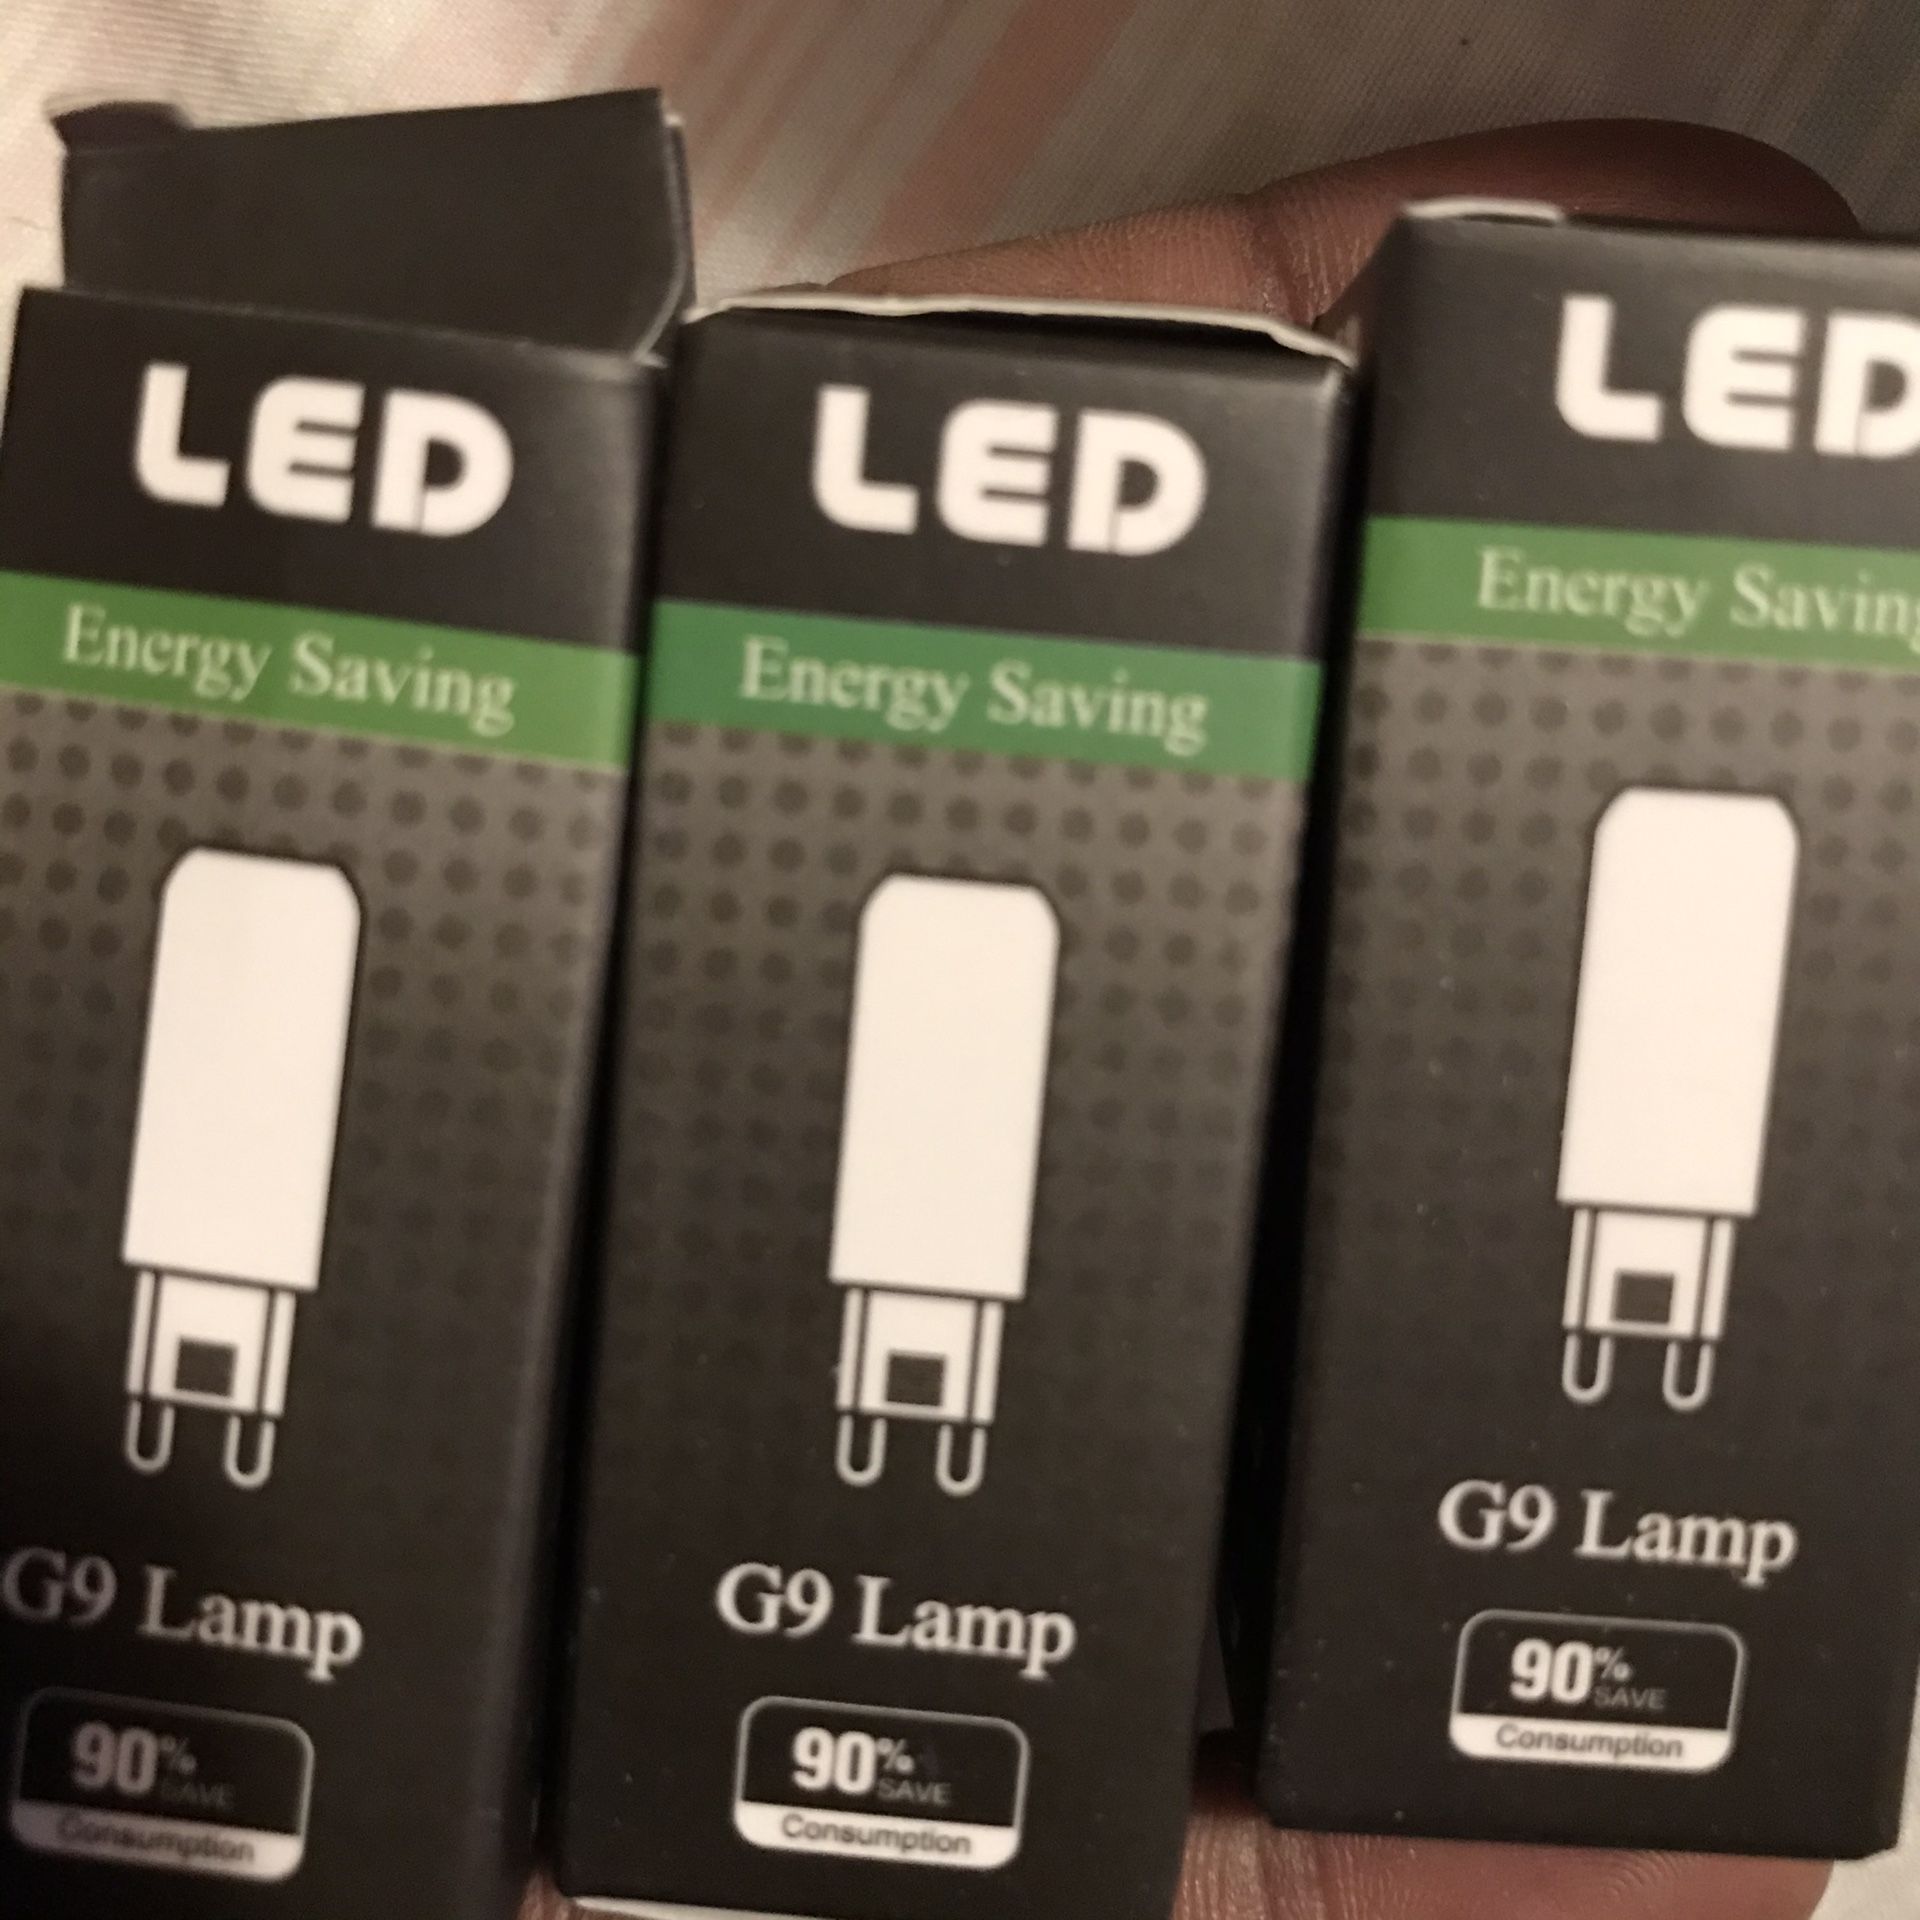 LED
Energy Saving
G9 Lamp
90% SAVE
Consumption
LED
Energy Saving
G9 Lamp
90% SAVE
Consumption
LED
Energy Saving
G9 Lamp
90% SAVE
Consumption